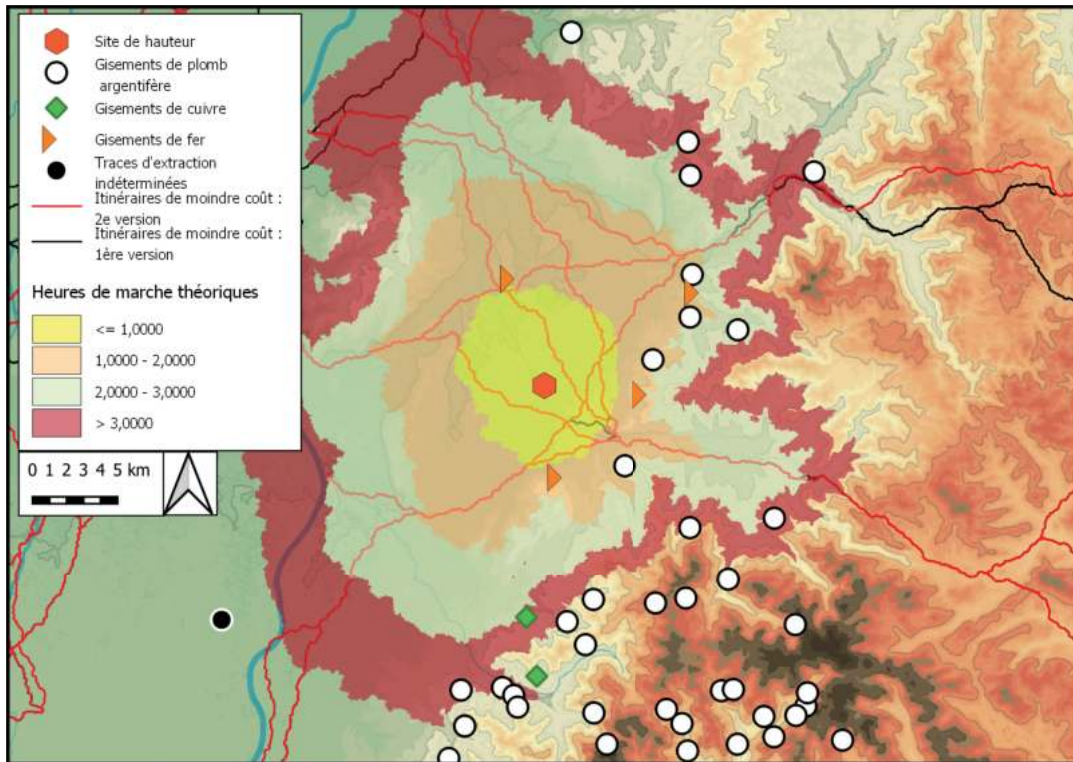 Site de hauteur
Gisements de plomb
argentifère
Gisements de cuivre
Gisements de fer
Traces d'extraction
indéterminées
Itinéraires de moindre coût :
2e version
Itinéraires de moindre coût :
1ère version
Heures de marche théoriques
<= 1,0000
1,0000 - 2,0000
2,0000 - 3,0000
> 3,0000
0 1 2 3 4 5 km